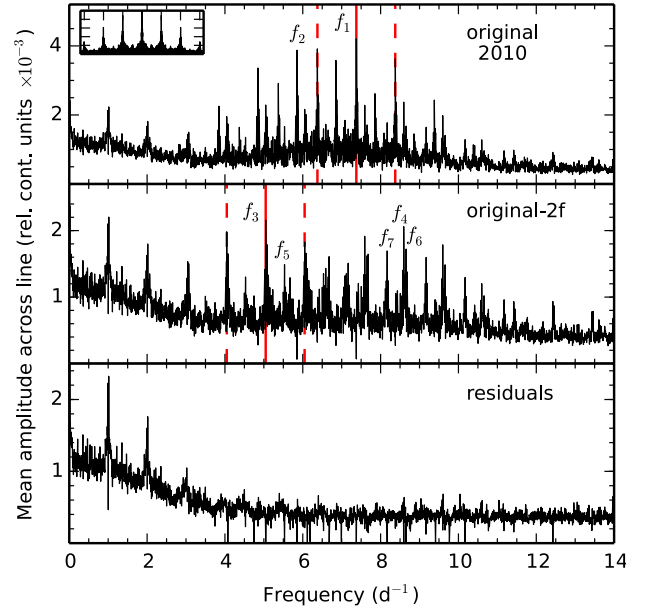 Mean amplitude across line (rel. cont. units ×10⁻³)
4
2
f₂
f₁
original
2010
2
1
f₃
f₅
f₄
f₇
f₆
original-2f
2
1
residuals
0 2 4 6 8 10 12 14
Frequency (d⁻¹)